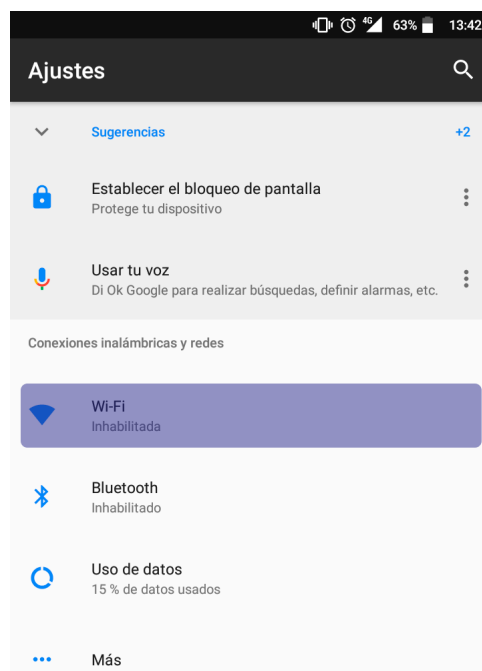 4G 63% 13:42
Ajustes
Sugerencias +2
Establecer el bloqueo de pantalla
Protege tu dispositivo
Usar tu voz
Di Ok Google para realizar búsquedas, definir alarmas, etc.
Conexiones inalámbricas y redes
Wi-Fi
Inhabilitada
Bluetooth
Inhabilitado
Uso de datos
15 % de datos usados
Más